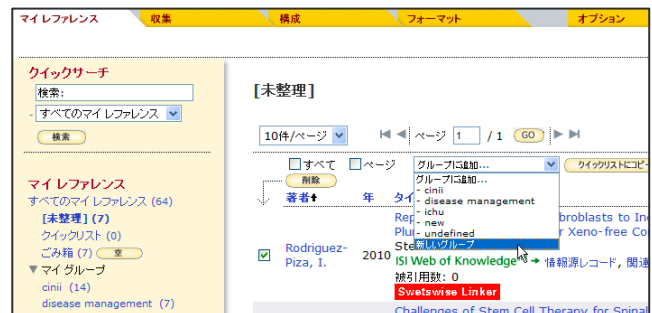 マイ レファレンス 収集 構成 フォーマット オプション
クイックサーチ
検索:
- すべてのマイ レファレンス
検索
マイ レファレンス
すべてのマイ レファレンス (64)
[未整理] (7)
クイックリスト (0)
ごみ箱 (7) 空
▼ マイ グループ
cinii (14)
disease management (7)
[未整理]
10件/ページ ページ 1 / 1 GO
すべて ページ グループに追加... クイックリストにコピー
削除
グループに追加...
- cinii
- disease management
- ichu
- new
- undefined
新しいグループ
著者 年
Rep broblasts to In
r Xeno-free Co
Rodriguez-
Piza, I.
2010
Ste
ISI Web of Knowledge → 情報源レコード, 関連
被引用数: 0
Swetswise Linker
Challenges of Stem Cell Therapy for Spinal